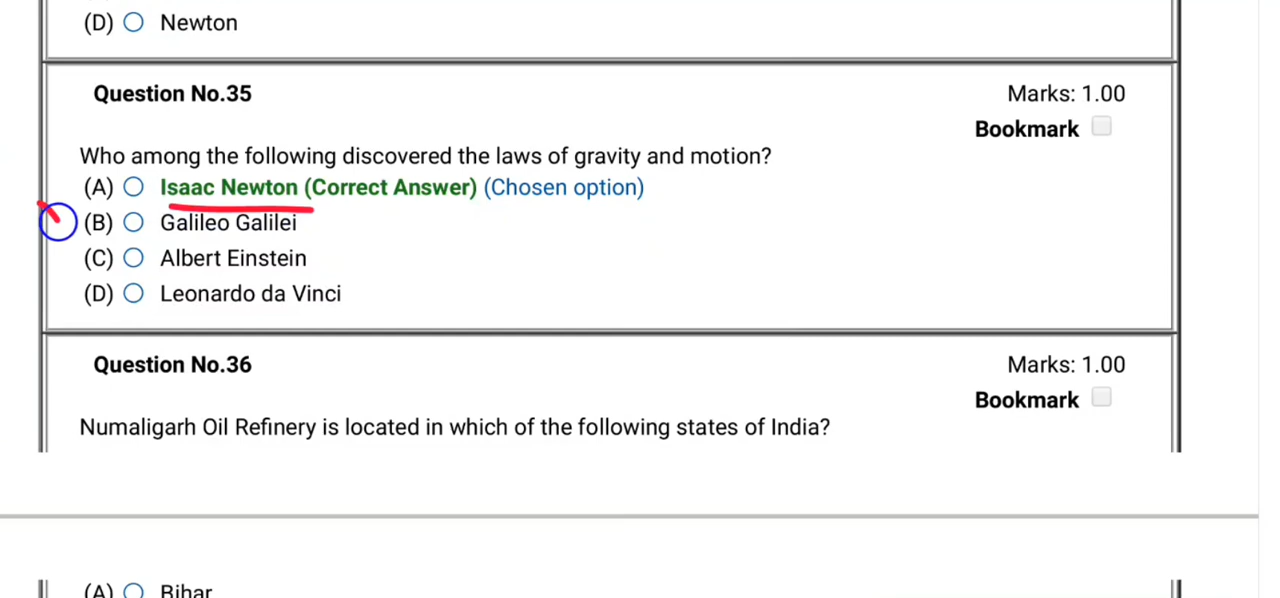 (D) Newton
Question No.35 Marks: 1.00
Bookmark
Who among the following discovered the laws of gravity and motion?
(A) Isaac Newton (Correct Answer) (Chosen option)
(B) Galileo Galilei
(C) Albert Einstein
(D) Leonardo da Vinci
Question No.36 Marks: 1.00
Bookmark
Numaligarh Oil Refinery is located in which of the following states of India?
(A) Bihar